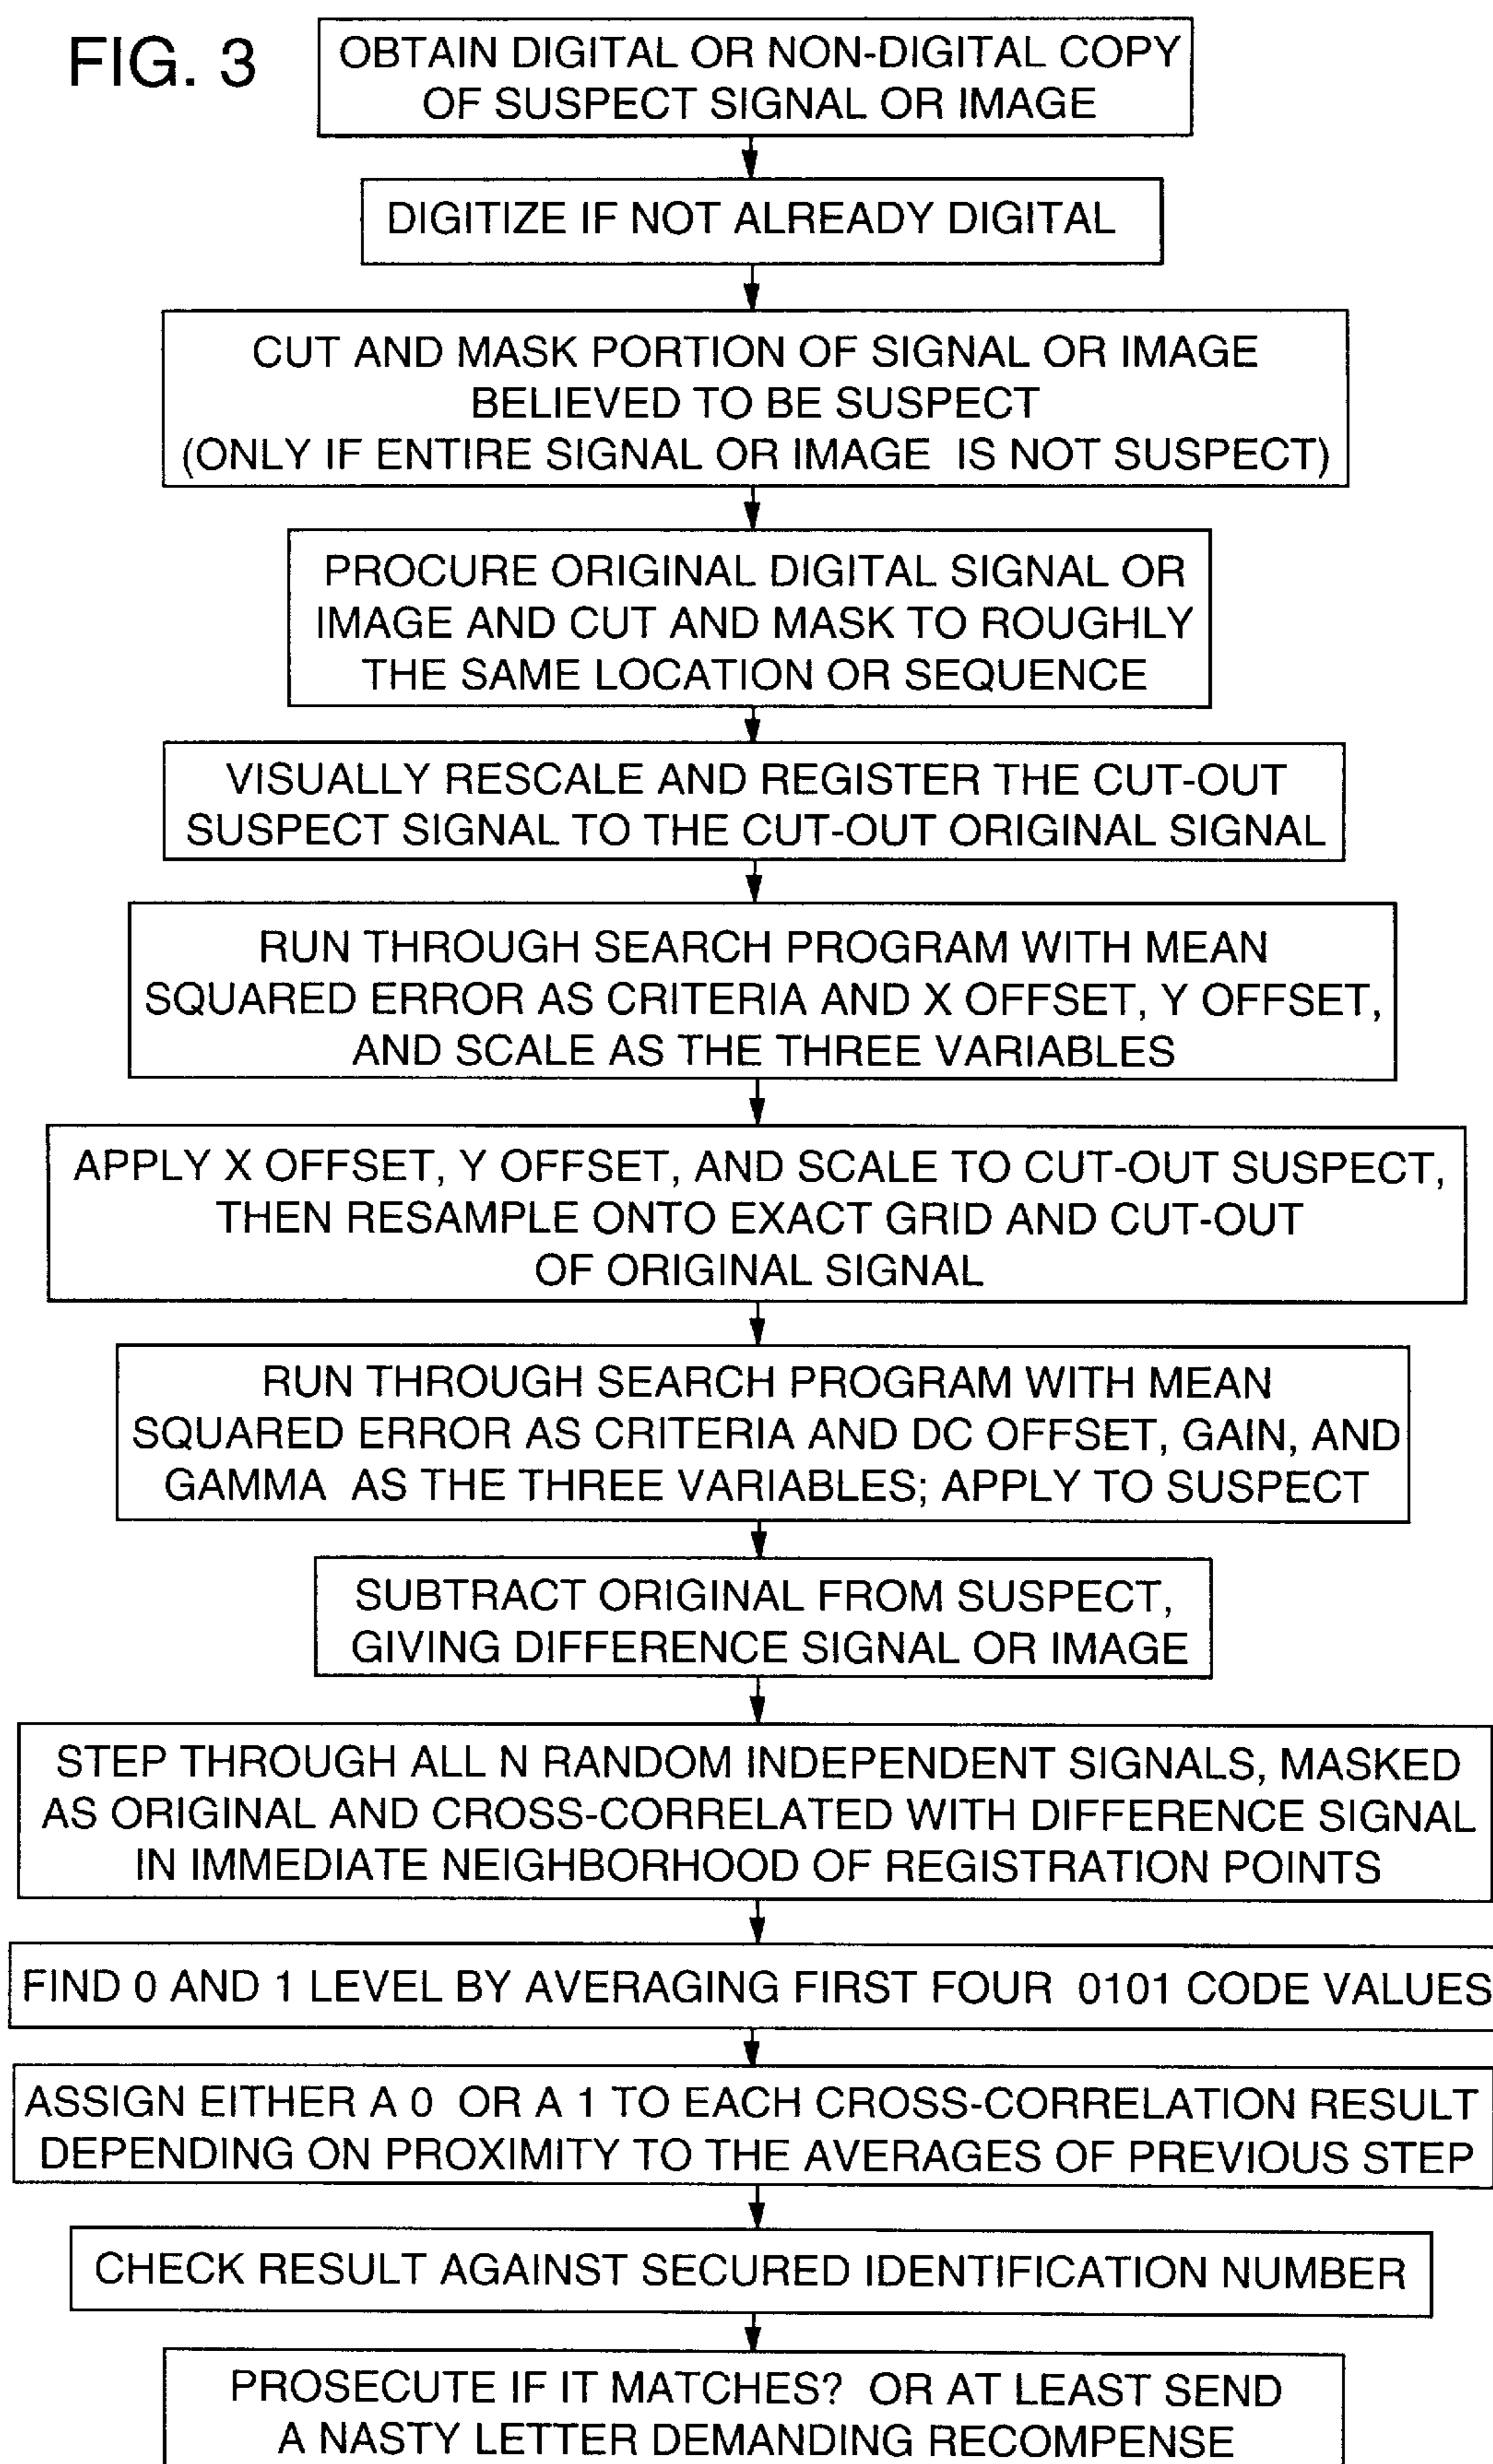 FIG. 3
OBTAIN DIGITAL OR NON-DIGITAL COPY
OF SUSPECT SIGNAL OR IMAGE
DIGITIZE IF NOT ALREADY DIGITAL
CUT AND MASK PORTION OF SIGNAL OR IMAGE
BELIEVED TO BE SUSPECT
(ONLY IF ENTIRE SIGNAL OR IMAGE IS NOT SUSPECT)
PROCURE ORIGINAL DIGITAL SIGNAL OR
IMAGE AND CUT AND MASK TO ROUGHLY
THE SAME LOCATION OR SEQUENCE
VISUALLY RESCALE AND REGISTER THE CUT-OUT
SUSPECT SIGNAL TO THE CUT-OUT ORIGINAL SIGNAL
RUN THROUGH SEARCH PROGRAM WITH MEAN
SQUARED ERROR AS CRITERIA AND X OFFSET, Y OFFSET,
AND SCALE AS THE THREE VARIABLES
APPLY X OFFSET, Y OFFSET, AND SCALE TO CUT-OUT SUSPECT,
THEN RESAMPLE ONTO EXACT GRID AND CUT-OUT
OF ORIGINAL SIGNAL
RUN THROUGH SEARCH PROGRAM WITH MEAN
SQUARED ERROR AS CRITERIA AND DC OFFSET, GAIN, AND
GAMMA AS THE THREE VARIABLES; APPLY TO SUSPECT
SUBTRACT ORIGINAL FROM SUSPECT,
GIVING DIFFERENCE SIGNAL OR IMAGE
STEP THROUGH ALL N RANDOM INDEPENDENT SIGNALS, MASKED
AS ORIGINAL AND CROSS-CORRELATED WITH DIFFERENCE SIGNAL
IN IMMEDIATE NEIGHBORHOOD OF REGISTRATION POINTS
FIND 0 AND 1 LEVEL BY AVERAGING FIRST FOUR 0101 CODE VALUES
ASSIGN EITHER A 0 OR A 1 TO EACH CROSS-CORRELATION RESULT
DEPENDING ON PROXIMITY TO THE AVERAGES OF PREVIOUS STEP
CHECK RESULT AGAINST SECURED IDENTIFICATION NUMBER
PROSECUTE IF IT MATCHES? OR AT LEAST SEND
A NASTY LETTER DEMANDING RECOMPENSE